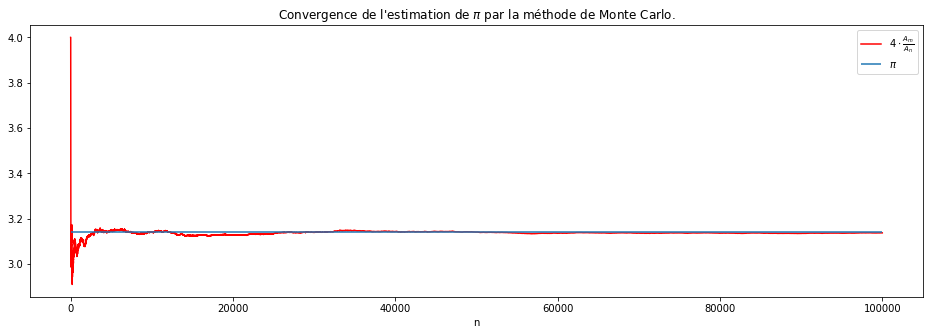 Convergence de l'estimation de π par la méthode de Monte Carlo.
4 · A_m/A_n
π
4.0
3.8
3.6
3.4
3.2
3.0
0 20000 40000 60000 80000 100000
n